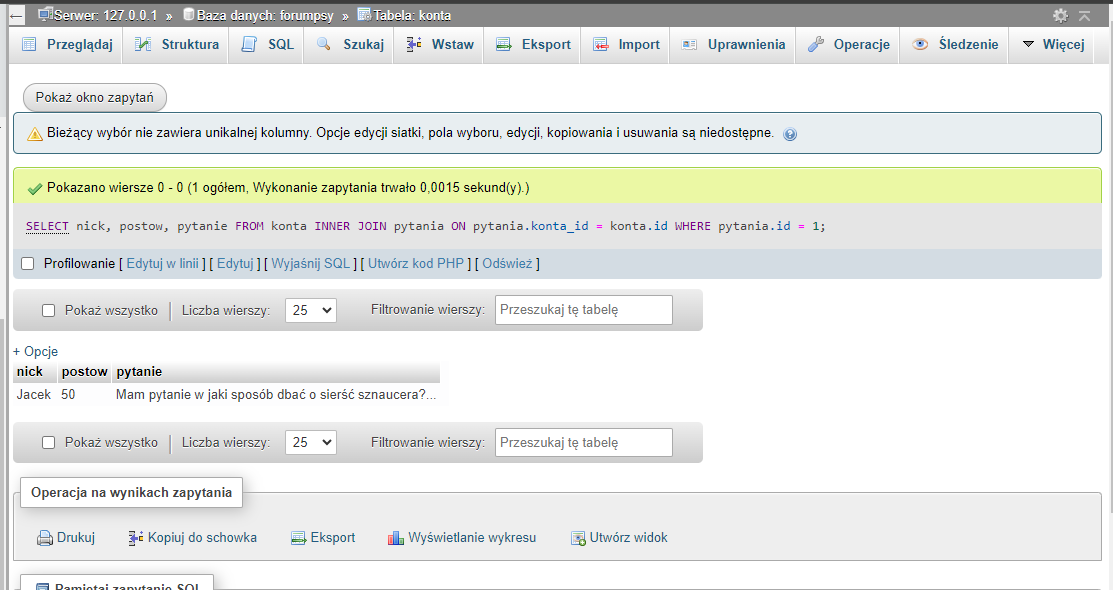 Serwer: 127.0.0.1 » Baza danych: forumpsy » Tabela: konta
Przeglądaj Struktura SQL Szukaj Wstaw Eksport Import Uprawnienia Operacje Śledzenie Więcej
Pokaż okno zapytań
Bieżący wybór nie zawiera unikalnej kolumny. Opcje edycji siatki, pola wyboru, edycji, kopiowania i usuwania są niedostępne.
Pokazano wiersze 0 - 0 (1 ogółem, Wykonanie zapytania trwało 0,0015 sekund(y).)
SELECT nick, postow, pytanie FROM konta INNER JOIN pytania ON pytania.konta_id = konta.id WHERE pytania.id = 1;
Profilowanie [ Edytuj w linii ] [ Edytuj ] [ Wyjaśnij SQL ] [ Utwórz kod PHP ] [ Odśwież ]
Pokaż wszystko | Liczba wierszy: 25 Filtrowanie wierszy: Przeszukaj tę tabelę
+ Opcje
nick postow pytanie
Jacek 50 Mam pytanie w jaki sposób dbać o sierść sznaucera?...
Pokaż wszystko | Liczba wierszy: 25 Filtrowanie wierszy: Przeszukaj tę tabelę
Operacja na wynikach zapytania
Drukuj Kopiuj do schowka Eksport Wyświetlanie wykresu Utwórz widok
Pamiętaj zapytanie SQL